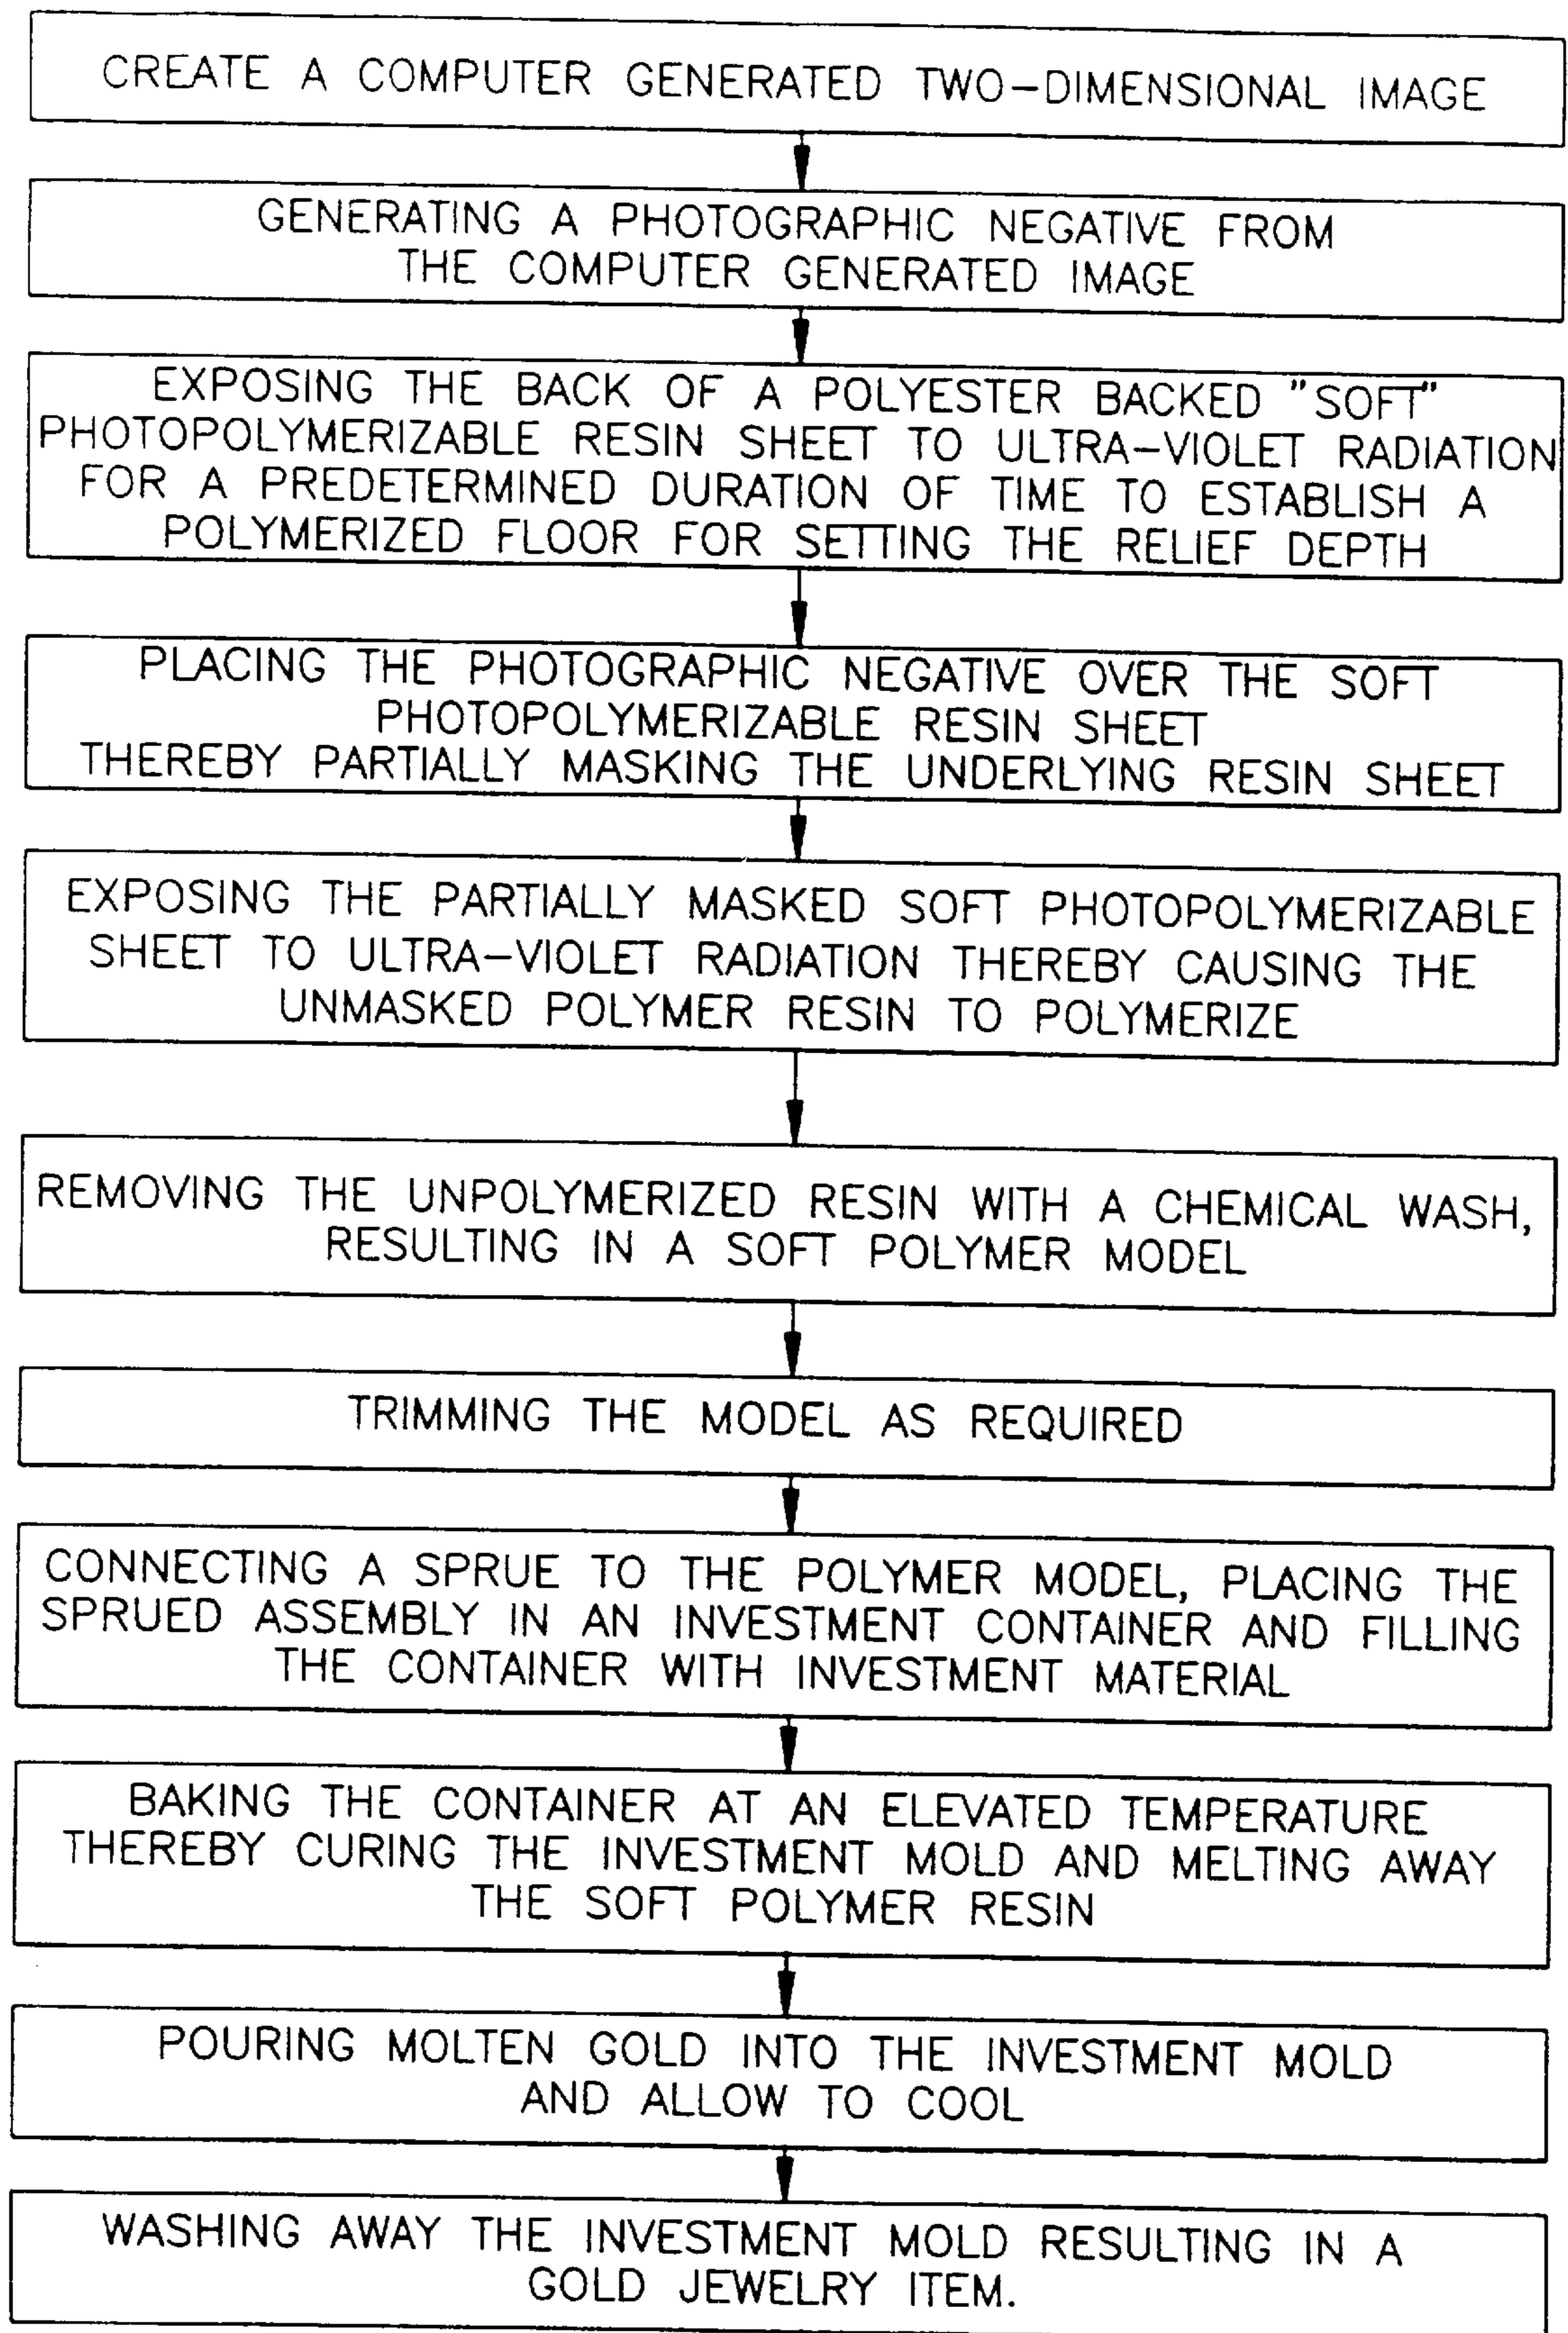 CREATE A COMPUTER GENERATED TWO-DIMENSIONAL IMAGE
GENERATING A PHOTOGRAPHIC NEGATIVE FROM
THE COMPUTER GENERATED IMAGE
EXPOSING THE BACK OF A POLYESTER BACKED "SOFT"
PHOTOPOLYMERIZABLE RESIN SHEET TO ULTRA-VIOLET RADIATION
FOR A PREDETERMINED DURATION OF TIME TO ESTABLISH A
POLYMERIZED FLOOR FOR SETTING THE RELIEF DEPTH
PLACING THE PHOTOGRAPHIC NEGATIVE OVER THE SOFT
PHOTOPOLYMERIZABLE RESIN SHEET
THEREBY PARTIALLY MASKING THE UNDERLYING RESIN SHEET
EXPOSING THE PARTIALLY MASKED SOFT PHOTOPOLYMERIZABLE
SHEET TO ULTRA-VIOLET RADIATION THEREBY CAUSING THE
UNMASKED POLYMER RESIN TO POLYMERIZE
REMOVING THE UNPOLYMERIZED RESIN WITH A CHEMICAL WASH,
RESULTING IN A SOFT POLYMER MODEL
TRIMMING THE MODEL AS REQUIRED
CONNECTING A SPRUE TO THE POLYMER MODEL, PLACING THE
SPRUED ASSEMBLY IN AN INVESTMENT CONTAINER AND FILLING
THE CONTAINER WITH INVESTMENT MATERIAL
BAKING THE CONTAINER AT AN ELEVATED TEMPERATURE
THEREBY CURING THE INVESTMENT MOLD AND MELTING AWAY
THE SOFT POLYMER RESIN
POURING MOLTEN GOLD INTO THE INVESTMENT MOLD
AND ALLOW TO COOL
WASHING AWAY THE INVESTMENT MOLD RESULTING IN A
GOLD JEWELRY ITEM.